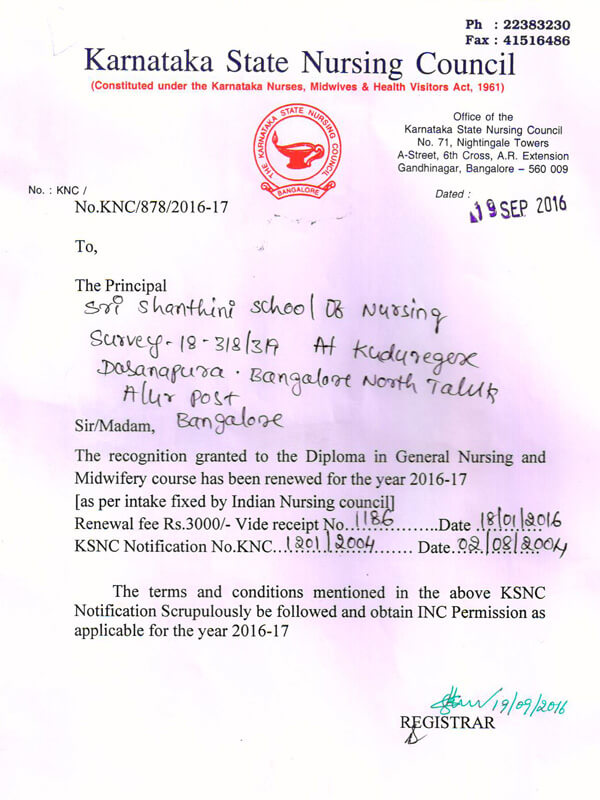 Ph : 22383230
Fax : 41516486
Karnataka State Nursing Council
(Constituted under the Karnataka Nurses, Midwives & Health Visitors Act, 1961)
THE KARNATAKA STATE NURSING COUNCIL
BANGALORE
Office of the
Karnataka State Nursing Council
No. 71, Nightingale Towers
A-Street, 6th Cross, A.R. Extension
Gandhinagar, Bangalore – 560 009
No. : KNC /
No.KNC/878/2016-17
Dated :
19 SEP 2016
To,
The Principal
Sri Shanthini School Of Nursing
Survey-18-318/319 At Kuduregere
Dasanapura . Bangalore North Taluk
Alur Post
Sir/Madam, Bangalore
The recognition granted to the Diploma in General Nursing and
Midwifery course has been renewed for the year 2016-17
[as per intake fixed by Indian Nursing council]
Renewal fee Rs.3000/- Vide receipt No...1186...........Date 18/01/2016
KSNC Notification No.KNC...1201/2004....... Date..02/08/2004
The terms and conditions mentioned in the above KSNC
Notification Scrupulously be followed and obtain INC Permission as
applicable for the year 2016-17
19/09/2016
REGISTRAR